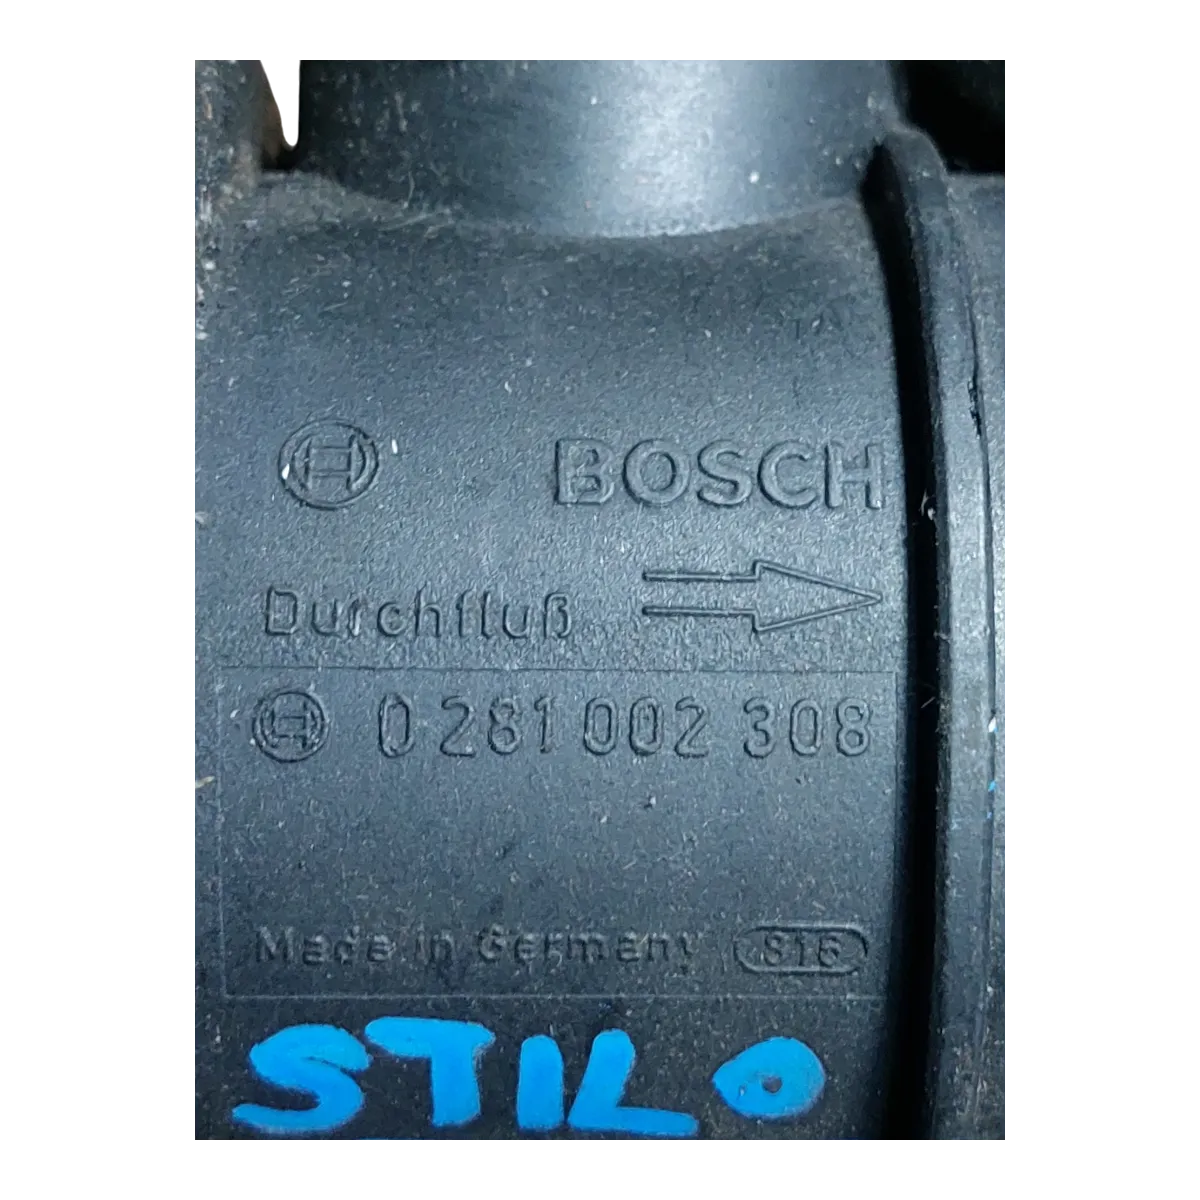 BOSCH
Durchfluß
0 281 002 308
Made in Germany 816
STILO